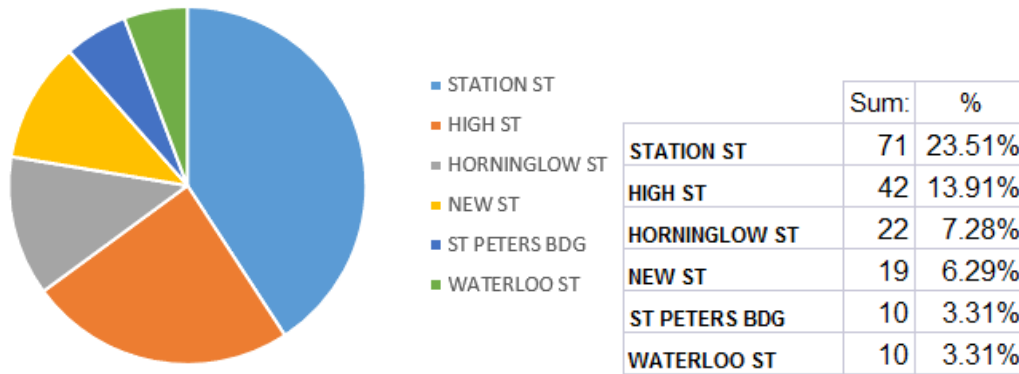 STATION ST
HIGH ST
HORNINGLOW ST
NEW ST
ST PETERS BDG
WATERLOO ST
Sum: %
STATION ST 71 23.51%
HIGH ST 42 13.91%
HORNINGLOW ST 22 7.28%
NEW ST 19 6.29%
ST PETERS BDG 10 3.31%
WATERLOO ST 10 3.31%